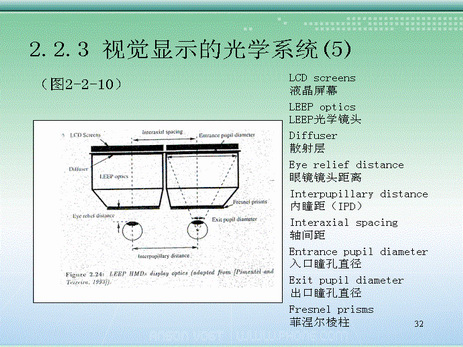 2.2.3 视觉显示的光学系统(5)
（图2-2-10）
LCD screens
液晶屏幕
LEEP optics
LEEP光学镜头
Diffuser
散射层
Eye relief distance
眼镜镜头距离
Interpupillary distance
内瞳距（IPD）
Interaxial spacing
轴间距
Entrance pupil diameter
入口瞳孔直径
Exit pupil diameter
出口瞳孔直径
Fresnel prisms
菲涅尔棱柱
LCD Screens
Interaxial spacing
Entrance pupil diameter
Diffuser
LEEP optics
Fresnel prisms
Eye relief distance
Exit pupil diameter
Interpupillary distance
Figure 2.24: LEEP HMDs display optics (adapted from [Pimentel and
Teixeira, 1993]).
32